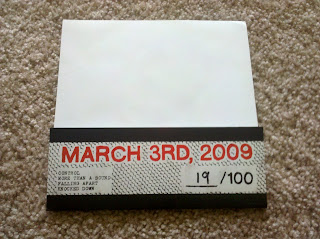 MARCH 3RD, 2009
CONTROL
MORE THAN A SOUND
FALLING APART
KNOCKED DOWN
19 /100